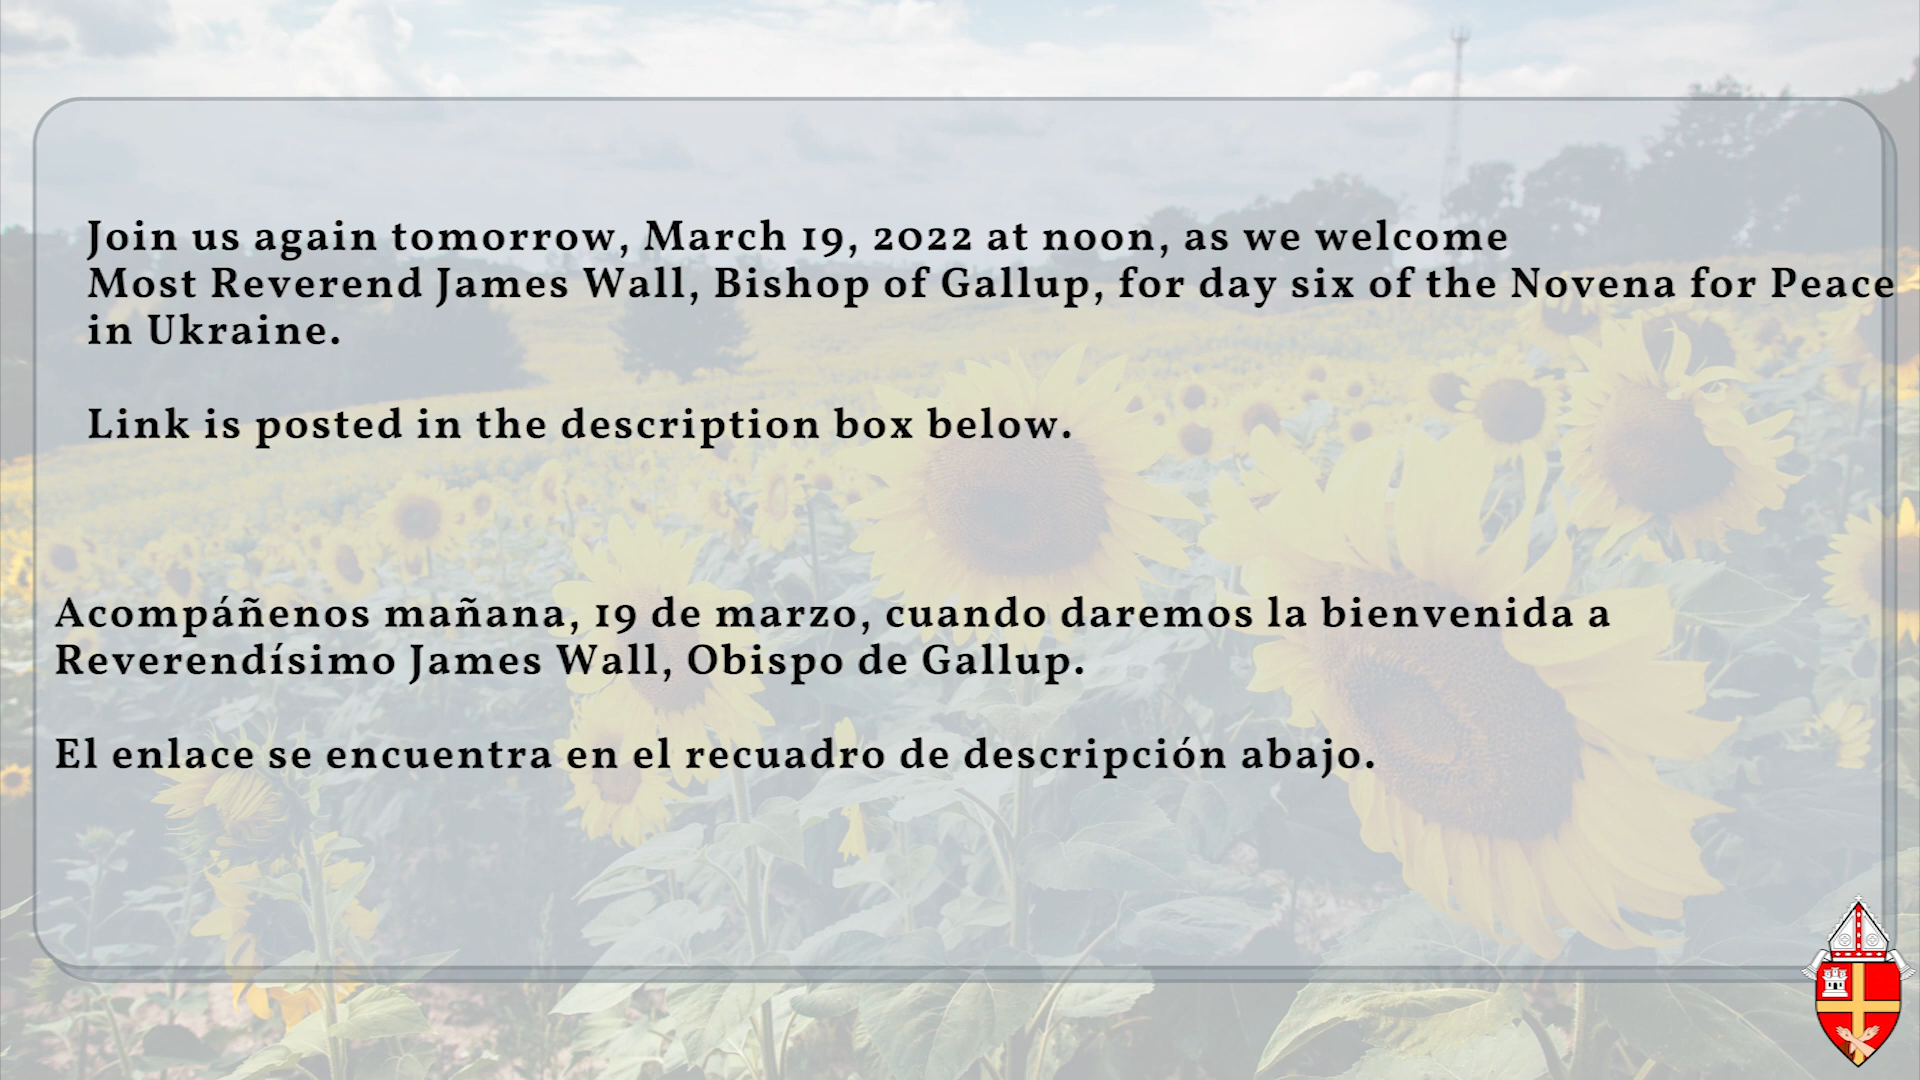 Join us again tomorrow, March 19, 2022 at noon, as we welcome
Most Reverend James Wall, Bishop of Gallup, for day six of the Novena for Peace
in Ukraine.
Link is posted in the description box below.
Acompáñenos mañana, 19 de marzo, cuando daremos la bienvenida a
Reverendísimo James Wall, Obispo de Gallup.
El enlace se encuentra en el recuadro de descripción abajo.